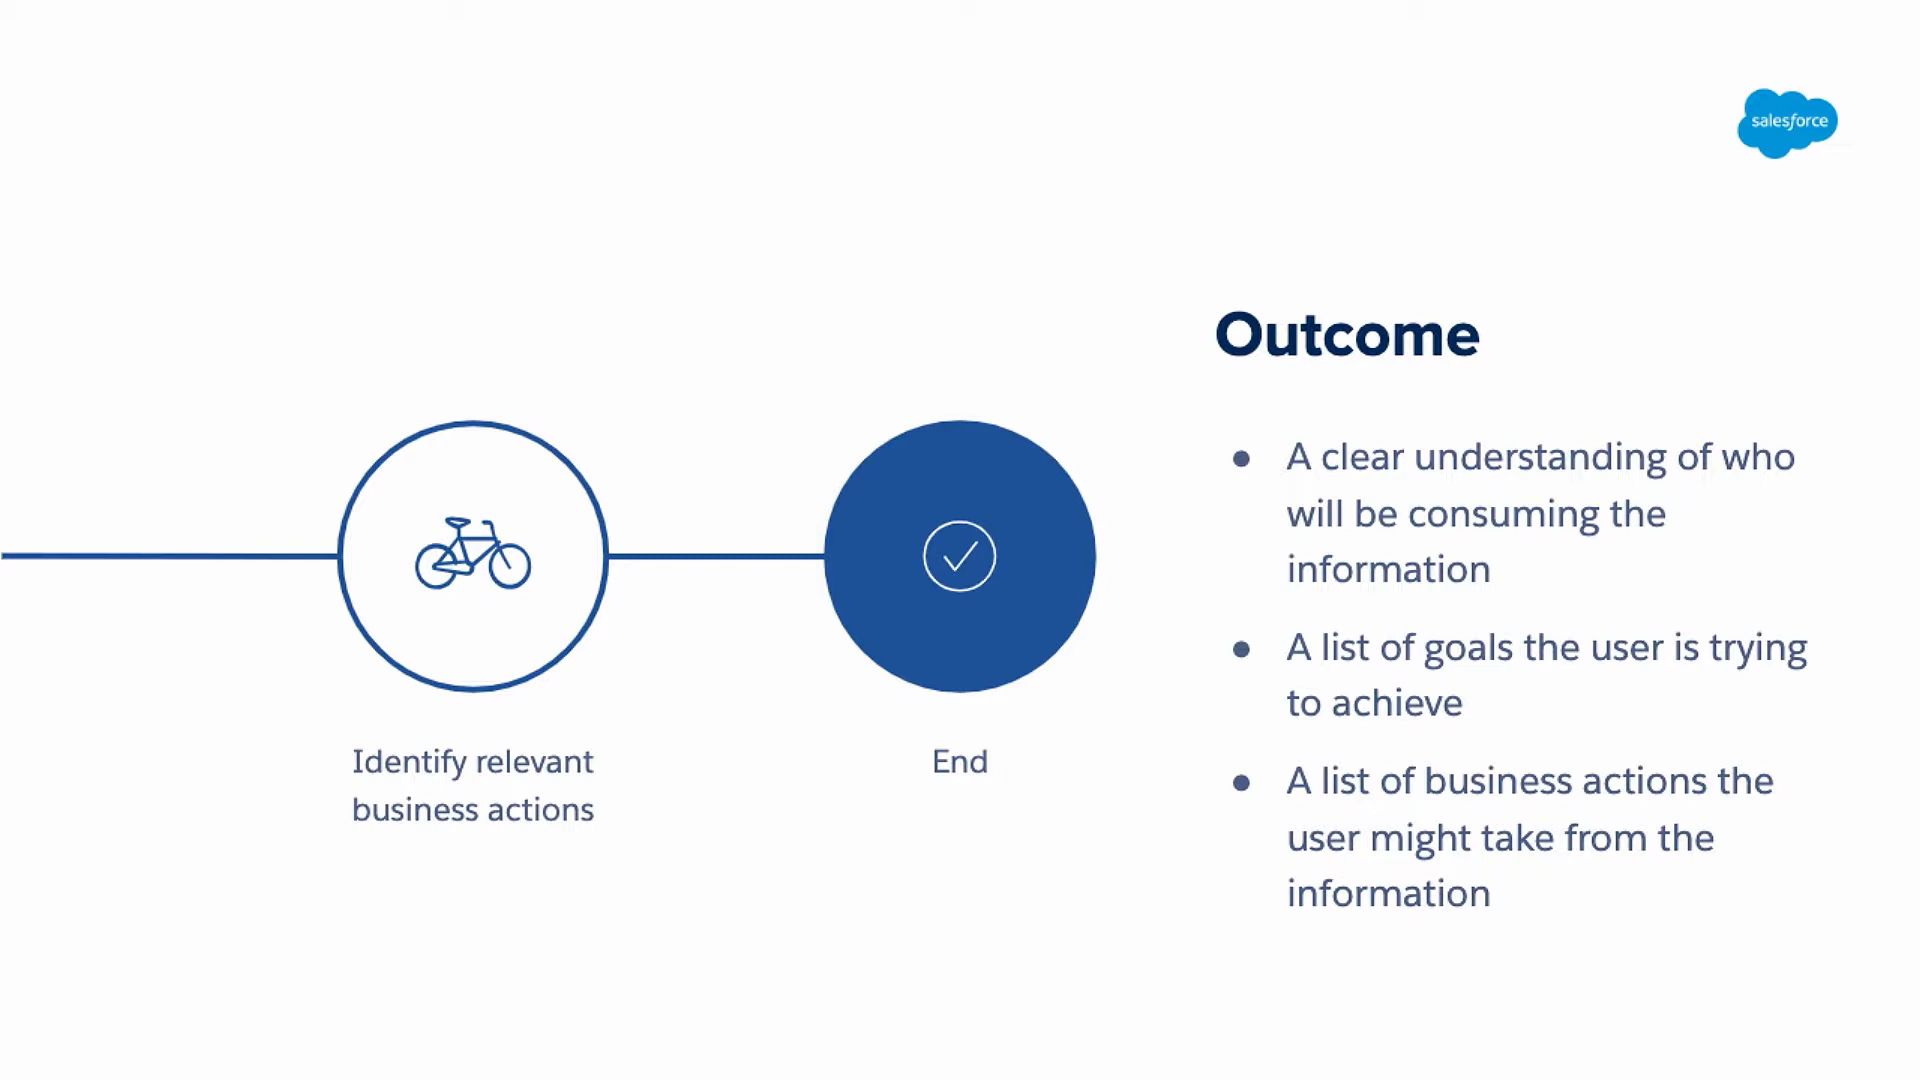 salesforce
Identify relevant
business actions
End
Outcome
● A clear understanding of who
will be consuming the
information
● A list of goals the user is trying
to achieve
● A list of business actions the
user might take from the
information